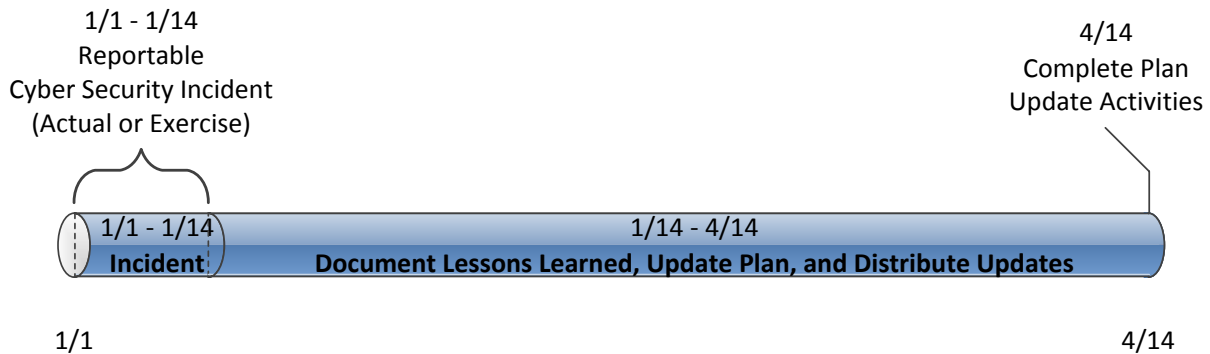 1/1 - 1/14
Reportable
Cyber Security Incident
(Actual or Exercise)
4/14
Complete Plan
Update Activities
1/1 - 1/14
Incident
1/14 - 4/14
Document Lessons Learned, Update Plan, and Distribute Updates
1/1
4/14